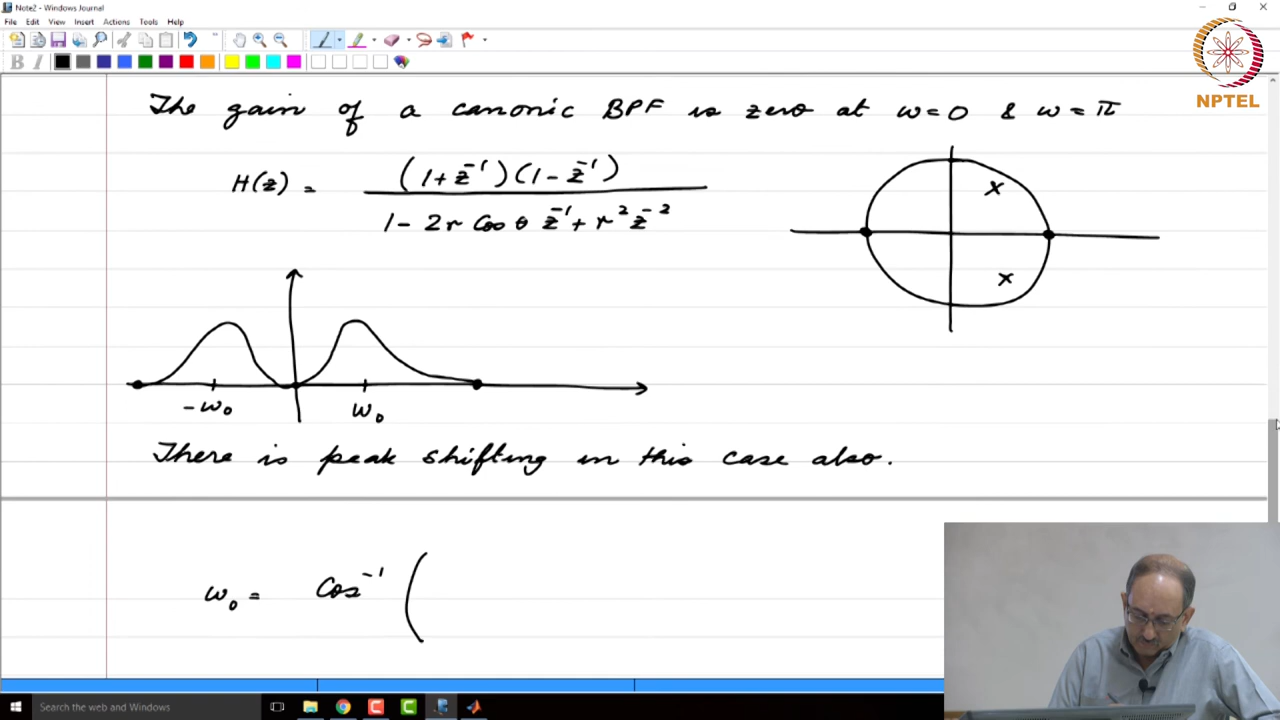 Note2 - Windows Journal
File Edit View Insert Actions Tools Help
B I
NPTEL
The gain of a canonic BPF is zero at ω=0 & ω=π
H(z) = (1+z⁻¹)(1-z⁻¹)
1-2r Cos θ z⁻¹+r²z⁻²
-ω₀ ω₀
There is peak shifting in this case also.
ω₀ = Cos⁻¹ (
Search the web and Windows